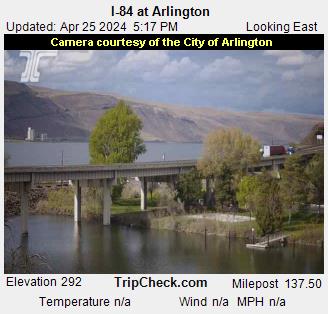 I-84 at Arlington
Updated: Apr 25 2024 5:17 PM Looking East
Camera courtesy of the City of Arlington
Elevation 292 TripCheck.com Milepost 137.50
Temperature n/a Wind n/a MPH n/a